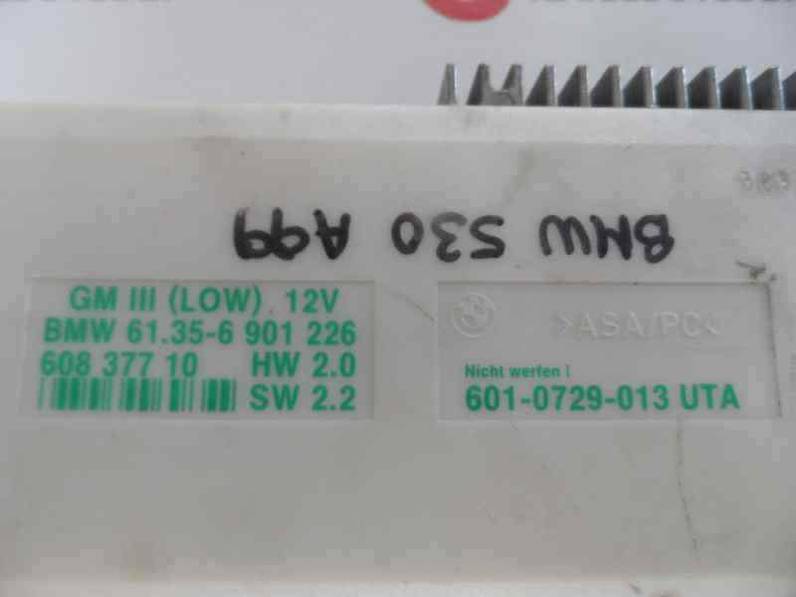 BMW 530 A99
GM III (LOW) 12V
BMW 61.35-6 901 226
608 377 10 HW 2.0
SW 2.2
>ASA/PC<
Nicht werfen !
601-0729-013 UTA